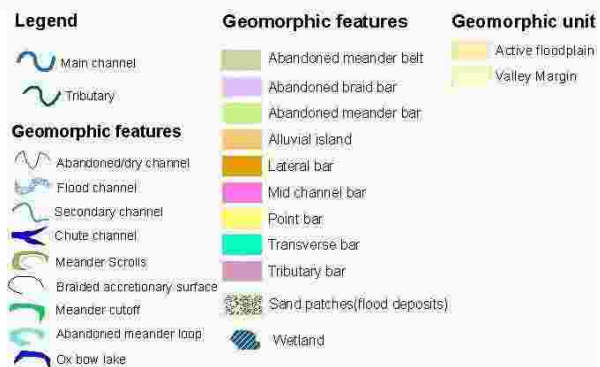 Legend
Main channel
Tributary
Geomorphic features
Abandoned/dry channel
Flood channel
Secondary channel
Chute channel
Meander Scrolls
Braided accretionary surface
Meander cutoff
Abandoned meander loop
Ox bow lake
Geomorphic features
Abandoned meander belt
Abandoned braid bar
Abandoned meander bar
Alluvial island
Lateral bar
Mid channel bar
Point bar
Transverse bar
Tributary bar
Sand patches(flood deposits)
Wetland
Geomorphic unit
Active floodplain
Valley Margin